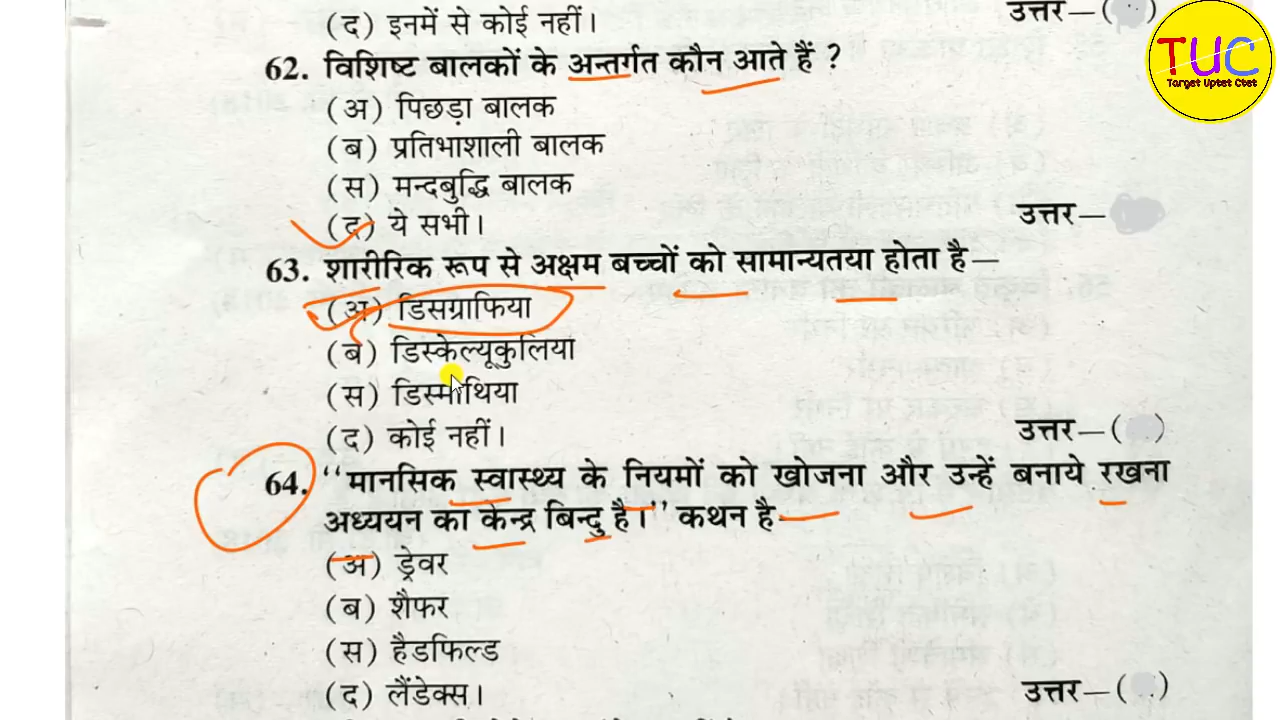 (द) इनमें से कोई नहीं।
उत्तर–( )
TUC
Target Uptet Ctet
62. विशिष्ट बालकों के अन्तर्गत कौन आते हैं ?
(अ) पिछड़ा बालक
(ब) प्रतिभाशाली बालक
(स) मन्दबुद्धि बालक
(द) ये सभी।
उत्तर–
63. शारीरिक रूप से अक्षम बच्चों को सामान्यतया होता है–
(अ) डिसग्राफिया
(ब) डिस्केल्यूकुलिया
(स) डिस्माथिया
(द) कोई नहीं।
उत्तर–( )
64. ‘‘मानसिक स्वास्थ्य के नियमों को खोजना और उन्हें बनाये रखना
अध्ययन का केन्द्र बिन्दु है।’’ कथन है–
(अ) ड्रेवर
(ब) शैफर
(स) हैडफिल्ड
(द) लैंडेक्स।
उत्तर–( )